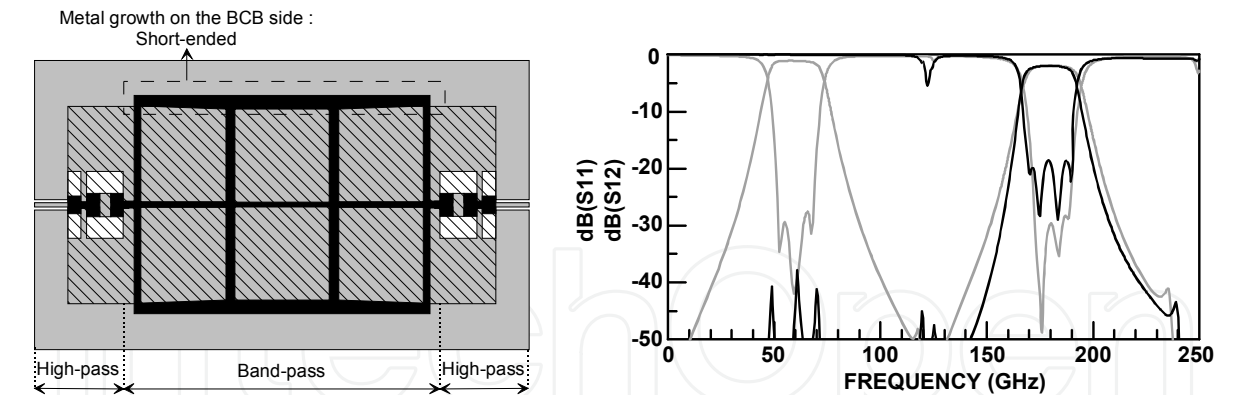 Metal growth on the BCB side :
Short-ended
High-pass
Band-pass
High-pass
dB(S11)
dB(S12)
0
-10
-20
-30
-40
-50
0
50
100
150
200
250
FREQUENCY (GHz)
intechopen